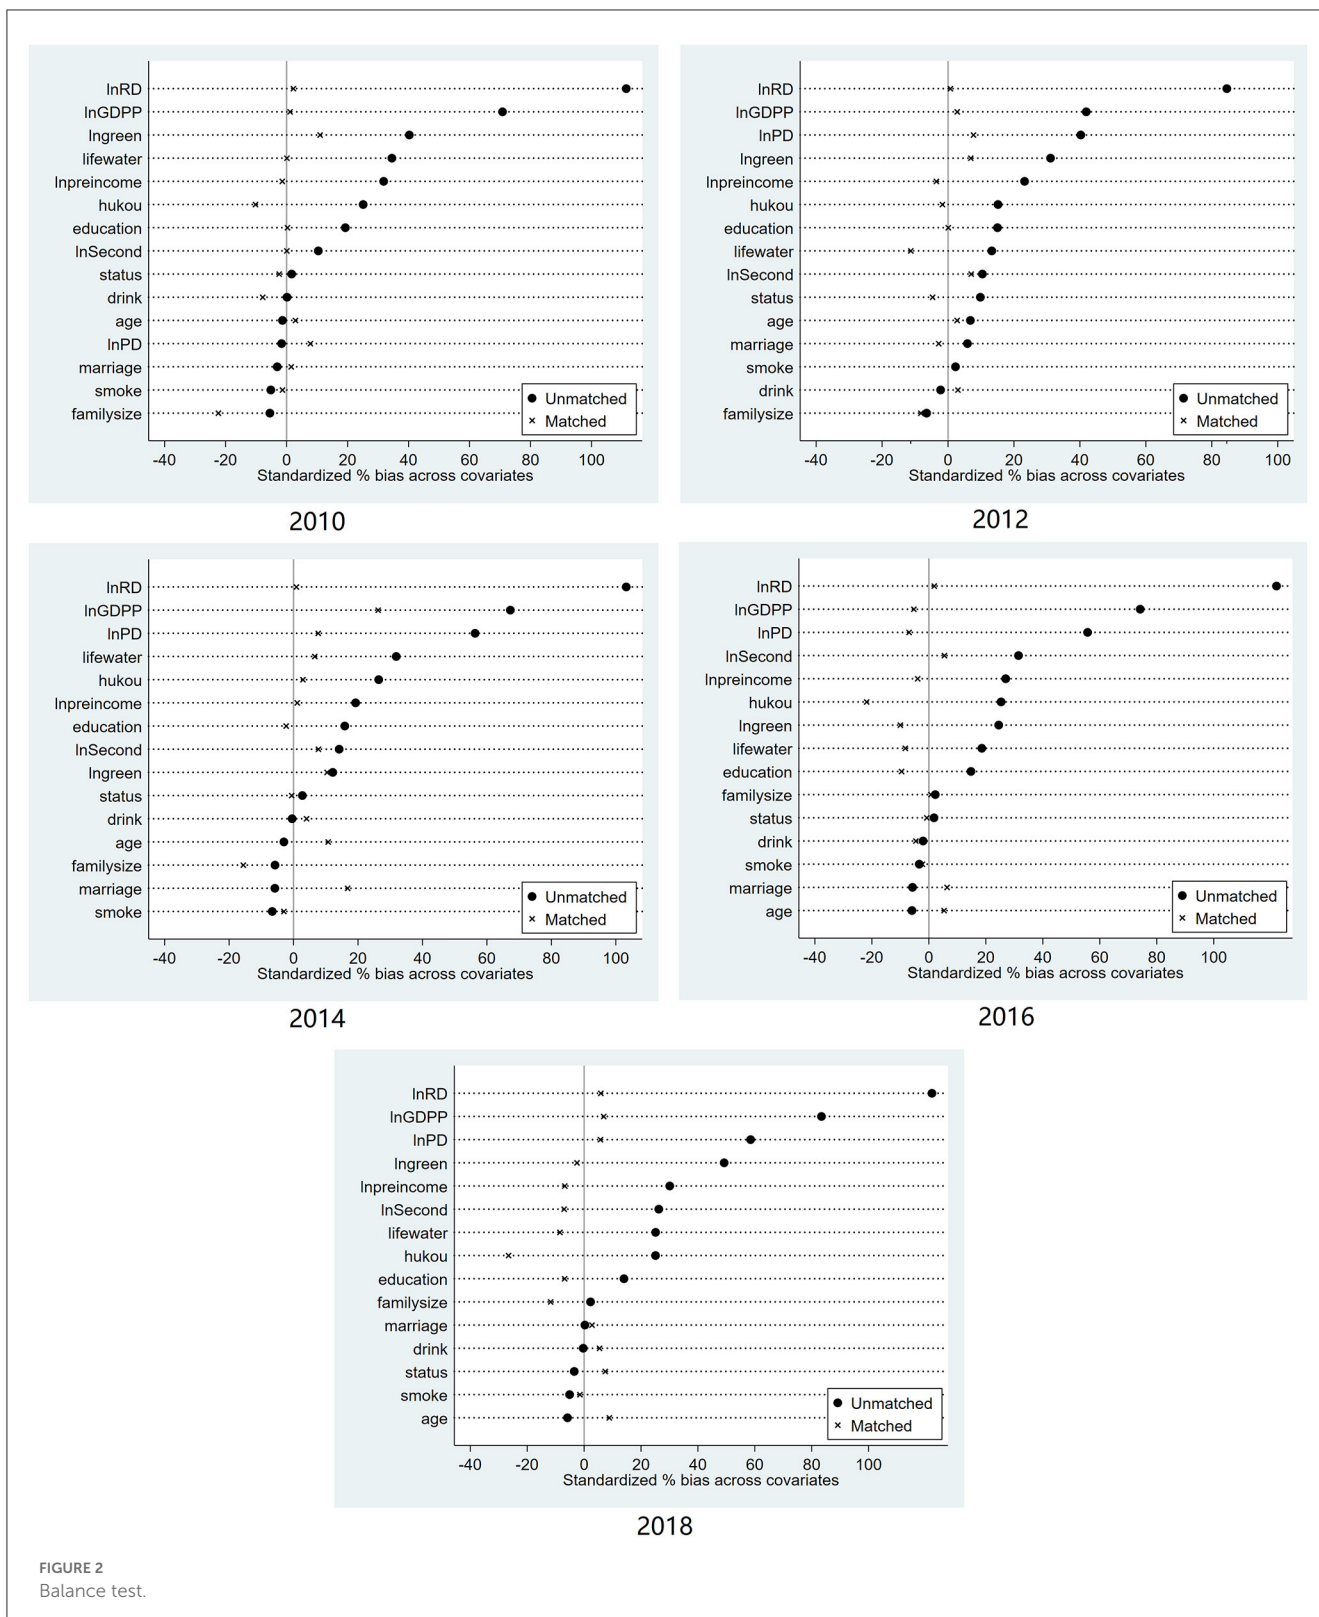 lnRD
lnGDPP
lngreen
lifewater
lnpreincome
hukou
education
lnSecond
status
drink
age
lnPD
marriage
smoke
familysize
Unmatched
Matched
-40 -20 0 20 40 60 80 100
Standardized % bias across covariates
2010
lnRD
lnGDPP
lnPD
lngreen
lnpreincome
hukou
education
lifewater
lnSecond
status
age
marriage
smoke
drink
familysize
Unmatched
Matched
-40 -20 0 20 40 60 80 100
Standardized % bias across covariates
2012
lnRD
lnGDPP
lnPD
lifewater
hukou
lnpreincome
education
lnSecond
lngreen
status
drink
age
familysize
marriage
smoke
Unmatched
Matched
-40 -20 0 20 40 60 80 100
Standardized % bias across covariates
2014
lnRD
lnGDPP
lnPD
lnSecond
lnpreincome
hukou
lngreen
lifewater
education
familysize
status
drink
smoke
marriage
age
Unmatched
Matched
-40 -20 0 20 40 60 80 100
Standardized % bias across covariates
2016
lnRD
lnGDPP
lnPD
lngreen
lnpreincome
lnSecond
lifewater
hukou
education
familysize
marriage
drink
status
smoke
age
Unmatched
Matched
-40 -20 0 20 40 60 80 100
Standardized % bias across covariates
2018
FIGURE 2
Balance test.